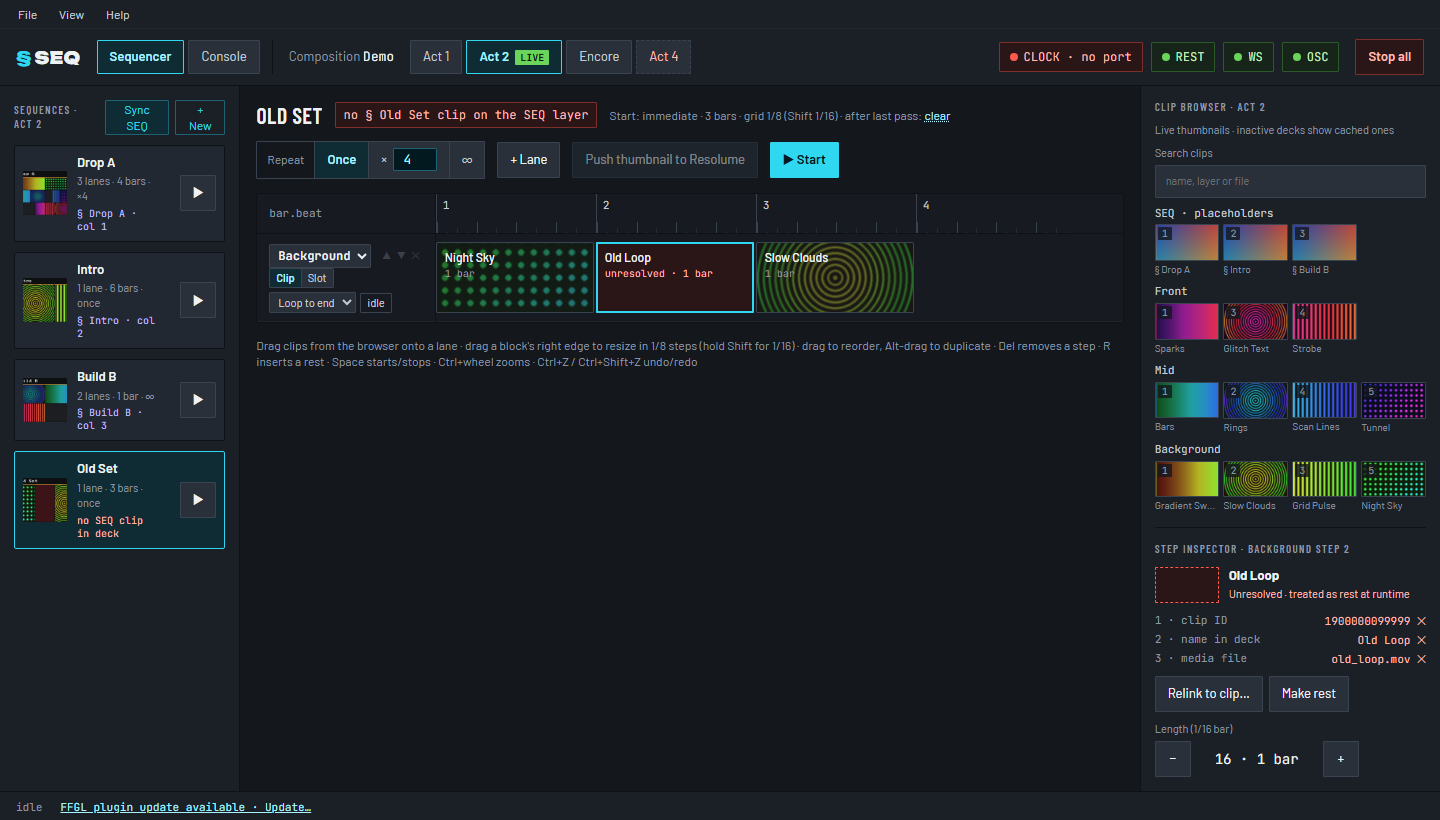 File View Help
§ SEQ Sequencer Console Composition Demo Act 1 Act 2 LIVE Encore Act 4 CLOCK · no port REST WS OSC Stop all
SEQUENCES · ACT 2
Sync SEQ
+ New
Drop A
3 lanes · 4 bars · ×4
§ Drop A · col 1
Intro
1 lane · 6 bars · once
§ Intro · col 2
Build B
2 lanes · 1 bar · ∞
§ Build B · col 3
Old Set
1 lane · 3 bars · once
no SEQ clip in deck
OLD SET no § Old Set clip on the SEQ layer Start: immediate · 3 bars · grid 1/8 (Shift 1/16) · after last pass: clear
Repeat Once × 4 ∞ + Lane Push thumbnail to Resolume ▶ Start
bar.beat 1 2 3 4
Background ▲ ▼ ✕
Clip Slot
Loop to end idle
Night Sky
1 bar
Old Loop
unresolved · 1 bar
Slow Clouds
1 bar
Drag clips from the browser onto a lane · drag a block's right edge to resize in 1/8 steps (hold Shift for 1/16) · drag to reorder, Alt-drag to duplicate · Del removes a step · R
inserts a rest · Space starts/stops · Ctrl+wheel zooms · Ctrl+Z / Ctrl+Shift+Z undo/redo
CLIP BROWSER · ACT 2
Live thumbnails · inactive decks show cached ones
Search clips
name, layer or file
SEQ · placeholders
1 2 3
§ Drop A § Intro § Build B
Front
1 3 4
Sparks Glitch Text Strobe
Mid
1 2 4 5
Bars Rings Scan Lines Tunnel
Background
1 2 3 5
Gradient Sw... Slow Clouds Grid Pulse Night Sky
STEP INSPECTOR · BACKGROUND STEP 2
Old Loop
Unresolved · treated as rest at runtime
1 · clip ID 1900000099999 ✕
2 · name in deck Old Loop ✕
3 · media file old_loop.mov ✕
Relink to clip... Make rest
Length (1/16 bar)
− 16 · 1 bar +
idle FFGL plugin update available · Update…